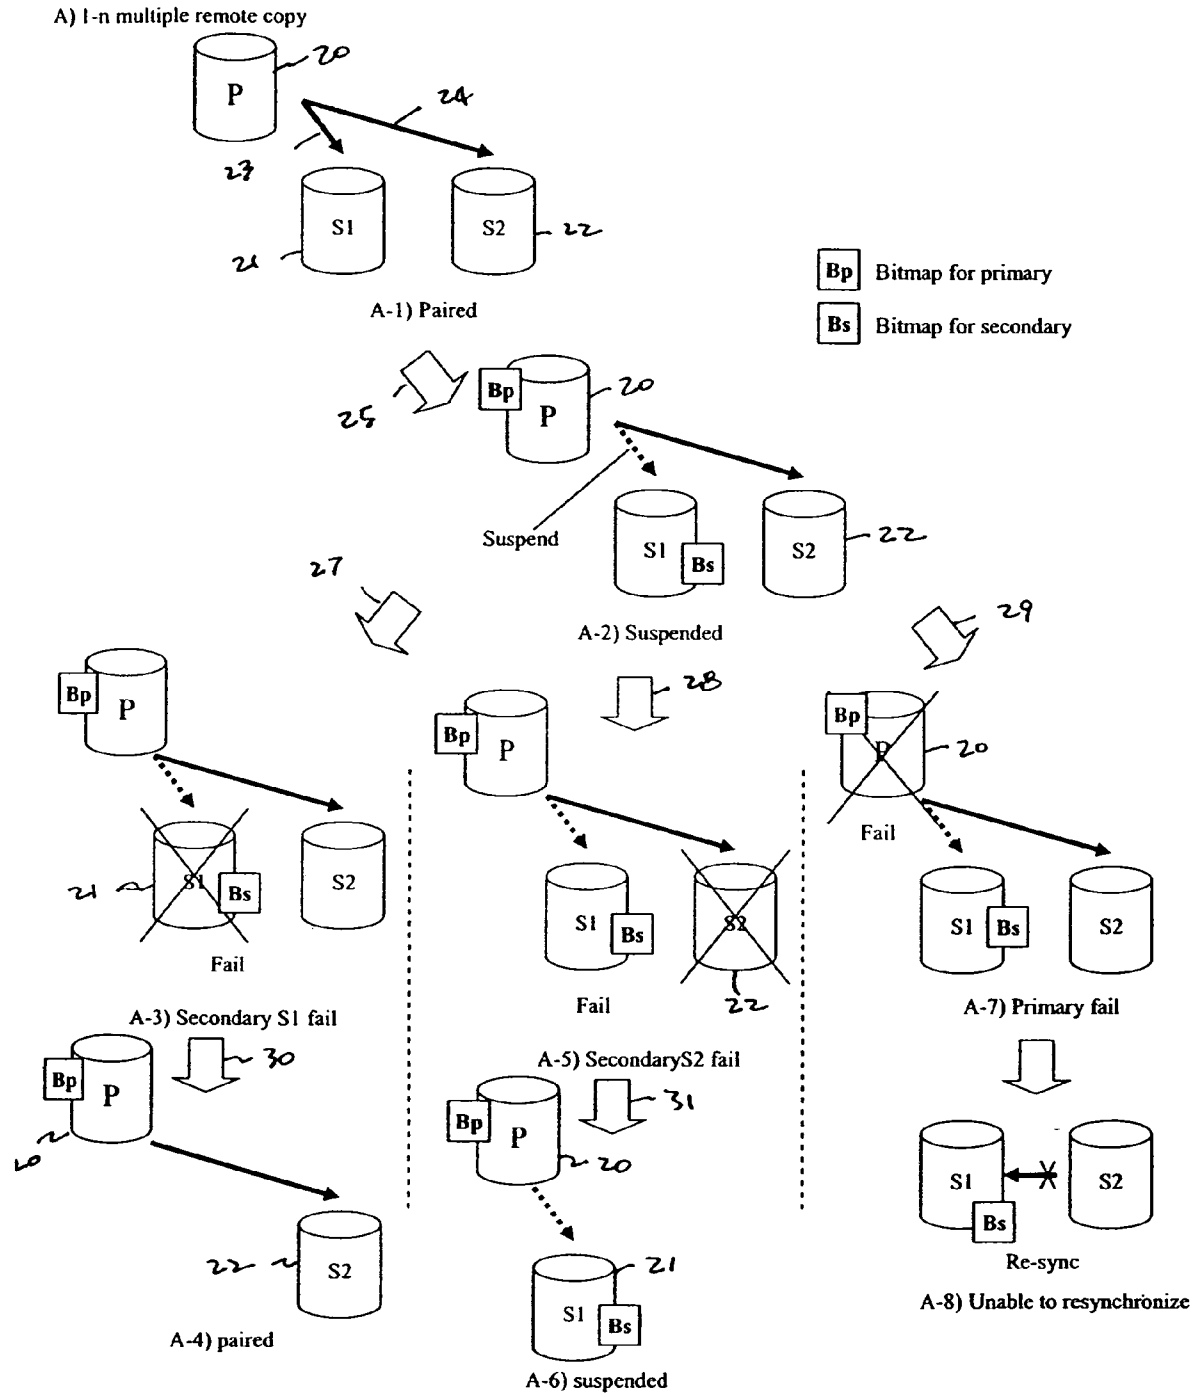 A) 1-n multiple remote copy
20
P
24
23
S1
S2
21
22
A-1) Paired
Bp Bitmap for primary
Bs Bitmap for secondary
25
Bp
P
20
Suspend
S1
Bs
S2
22
A-2) Suspended
27
28
29
Bp
P
S1
Bs
S2
21
Fail
A-3) Secondary S1 fail
30
Bp
P
20
S2
22
A-4) paired
Bp
P
S1
Bs
S2
22
Fail
A-5) SecondaryS2 fail
31
Bp
P
20
21
S1
Bs
A-6) suspended
Bp
P
20
Fail
S1
Bs
S2
A-7) Primary fail
S1
Bs
S2
Re-sync
A-8) Unable to resynchronize